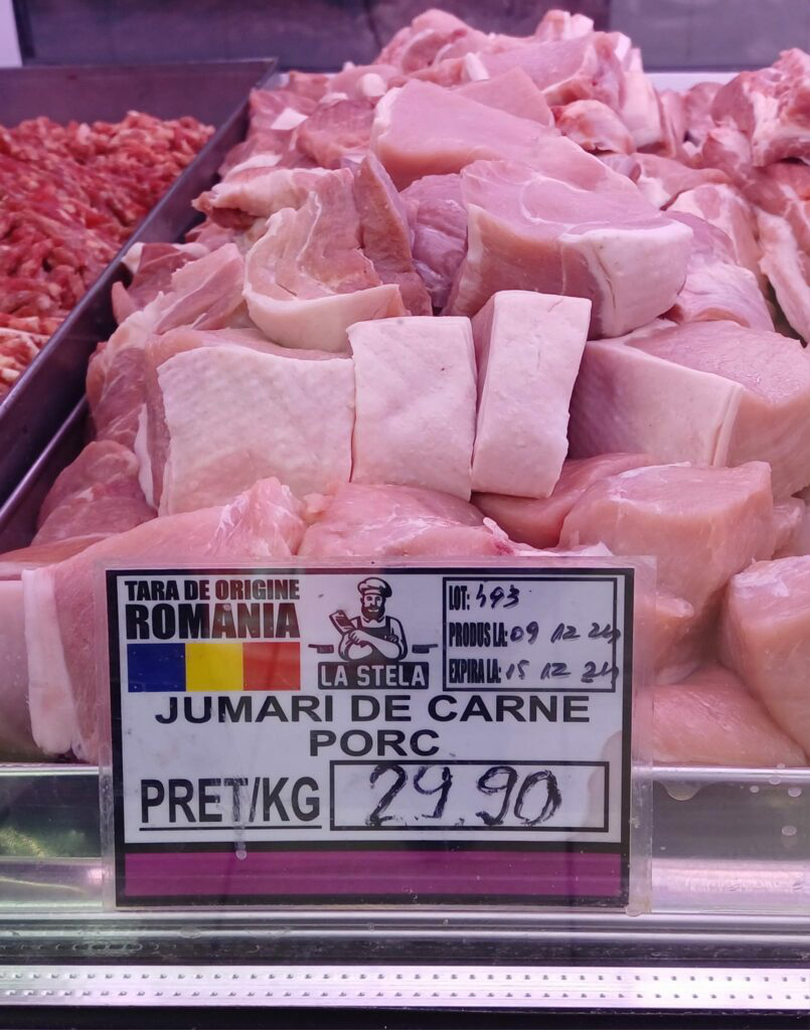 TARA DE ORIGINE
ROMANIA
LA STELA
LOT: 493
PRODUS LA: 09 12 24
EXPIRA LA: 15 12 24
JUMARI DE CARNE
PORC
PRET/KG 29.90